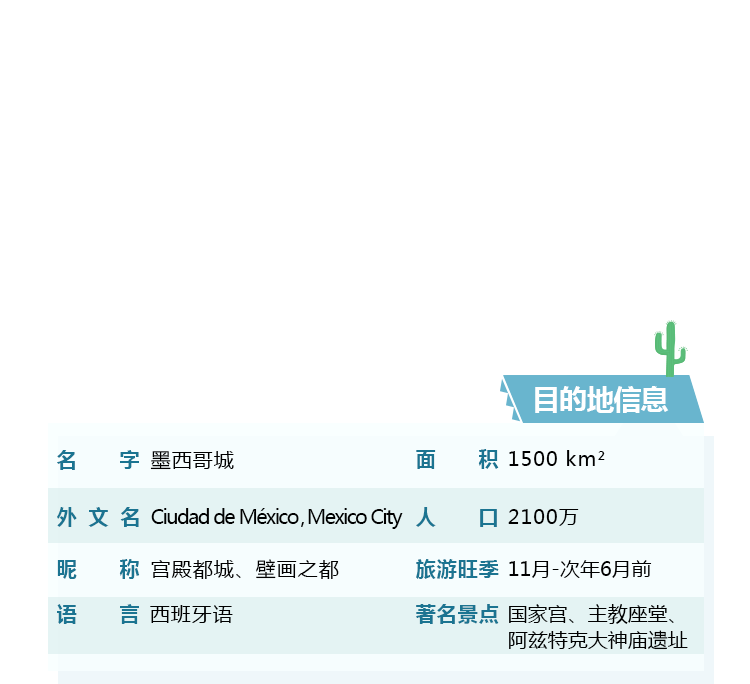 目的地信息
名字 墨西哥城 面积 1500 km²
外文名 Ciudad de México, Mexico City 人口 2100万
昵称 宫殿都城、壁画之都 旅游旺季 11月-次年6月前
语言 西班牙语 著名景点 国家宫、主教座堂、
阿兹特克大神庙遗址